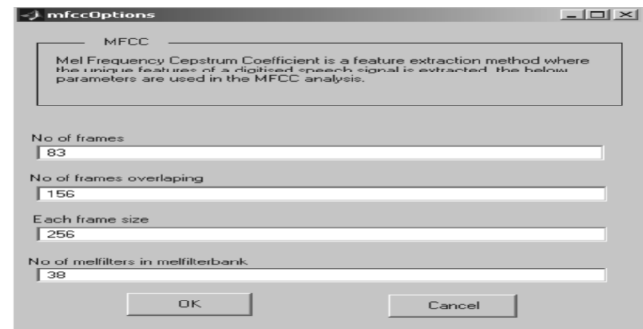 mfccOptions
MFCC
Mel Frequency Cepstrum Coefficient is a feature extraction method where
the unique features of a digitised speech signal is extracted, the below
parameters are used in the MFCC analysis.
No of frames
83
No of frames overlaping
156
Each frame size
256
No of melfilters in melfilterbank
38
OK
Cancel